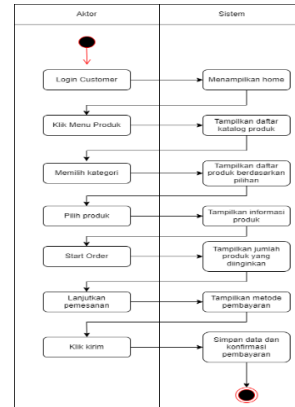 Aktor
Sistem
Login Customer
Menampilkan home
Klik Menu Produk
Tampilkan daftar
katalog produk
Memilih kategori
Tampilkan daftar
produk berdasarkan
pilihan
Pilih produk
Tampilkan informasi
produk
Start Order
Tampilkan jumlah
produk yang
diinginkan
Lanjutkan
pemesanan
Tampilkan metode
pembayaran
Klik kirim
Simpan data dan
konfirmasi
pembayaran